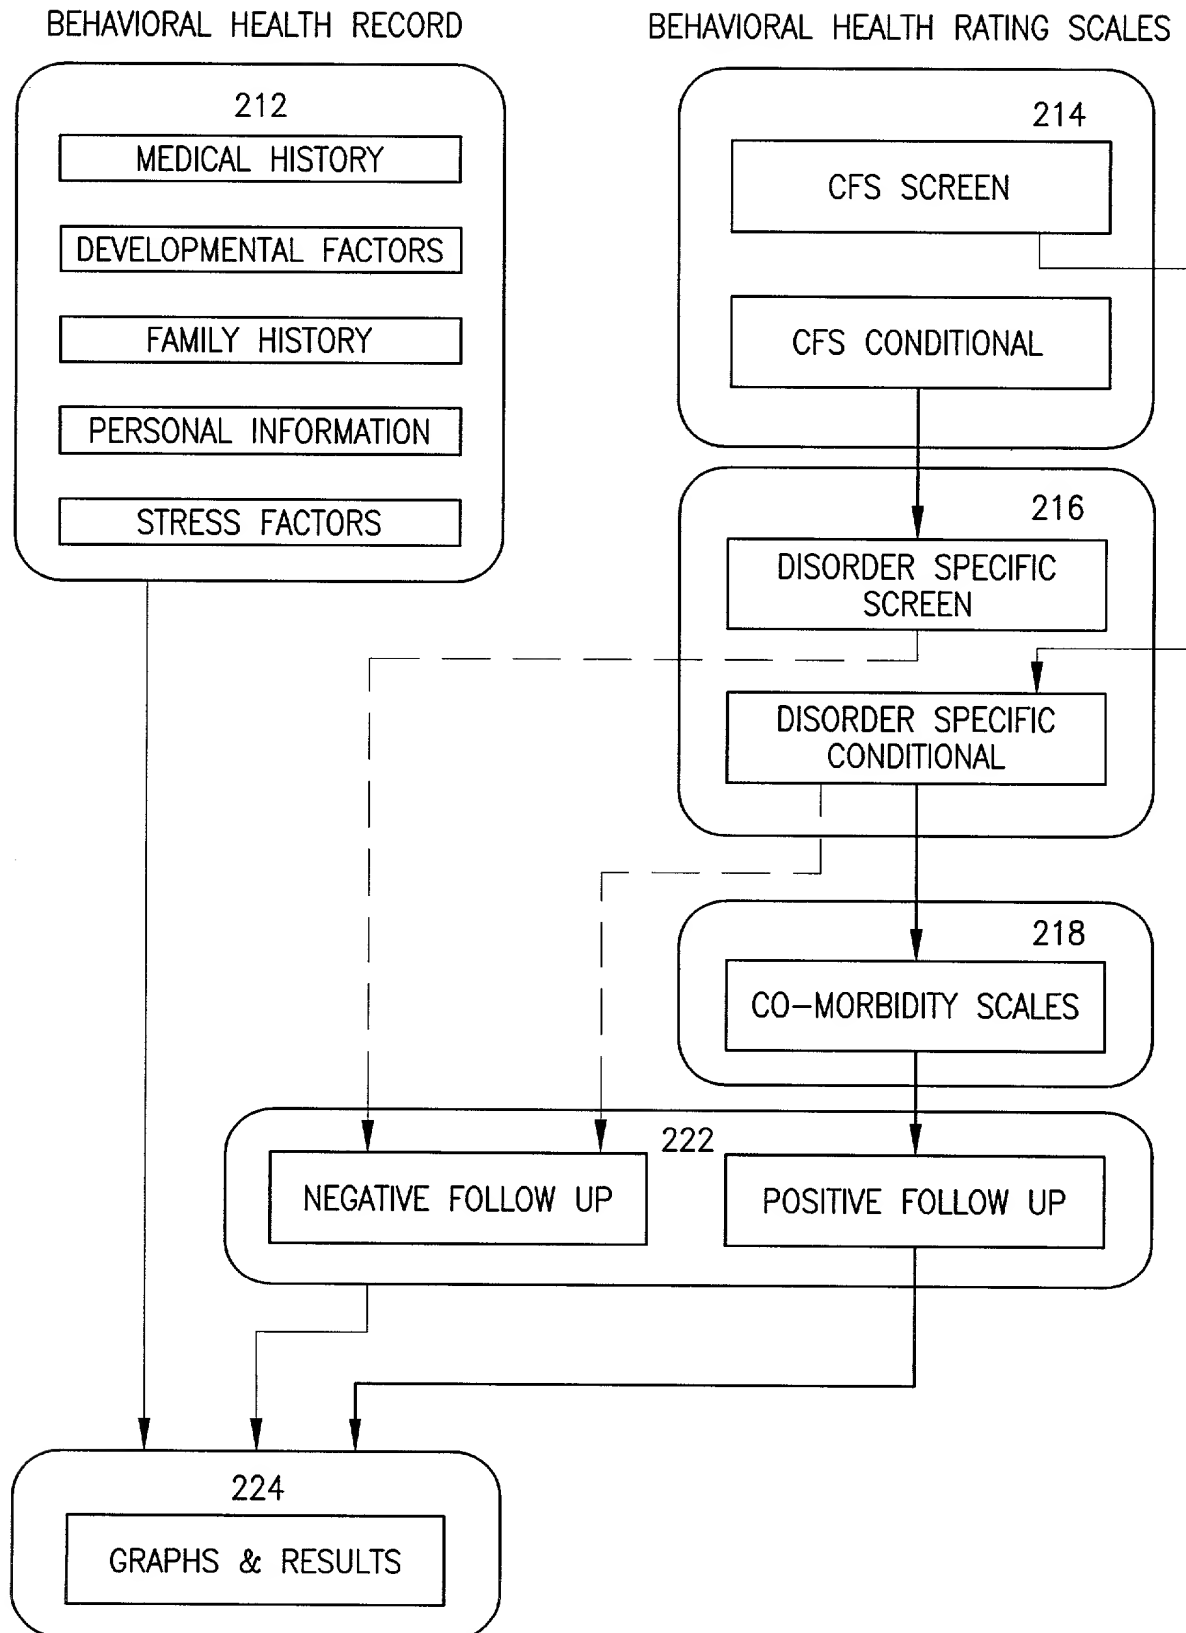 BEHAVIORAL HEALTH RECORD
212
MEDICAL HISTORY
DEVELOPMENTAL FACTORS
FAMILY HISTORY
PERSONAL INFORMATION
STRESS FACTORS
BEHAVIORAL HEALTH RATING SCALES
214
CFS SCREEN
CFS CONDITIONAL
216
DISORDER SPECIFIC
SCREEN
DISORDER SPECIFIC
CONDITIONAL
218
CO-MORBIDITY SCALES
222
NEGATIVE FOLLOW UP
POSITIVE FOLLOW UP
224
GRAPHS & RESULTS